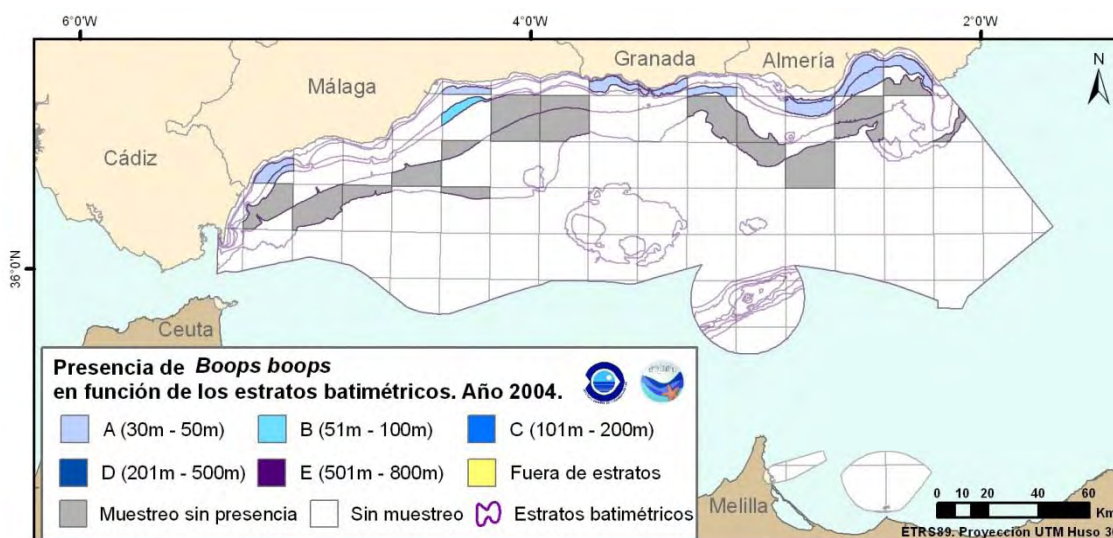 6°0'W 4°0'W 2°0'W
Granada Almería
N
Málaga
Cádiz
36°0'N
Ceuta
Presencia de Boops boops
en función de los estratos batimétricos. Año 2004.
A (30m - 50m) B (51m - 100m) C (101m - 200m)
D (201m - 500m) E (501m - 800m) Fuera de estratos
Muestreo sin presencia Sin muestreo Estratos batimétricos
Melilla
0 10 20 40 60
Km
ETRS89. Proyección UTM Huso 30